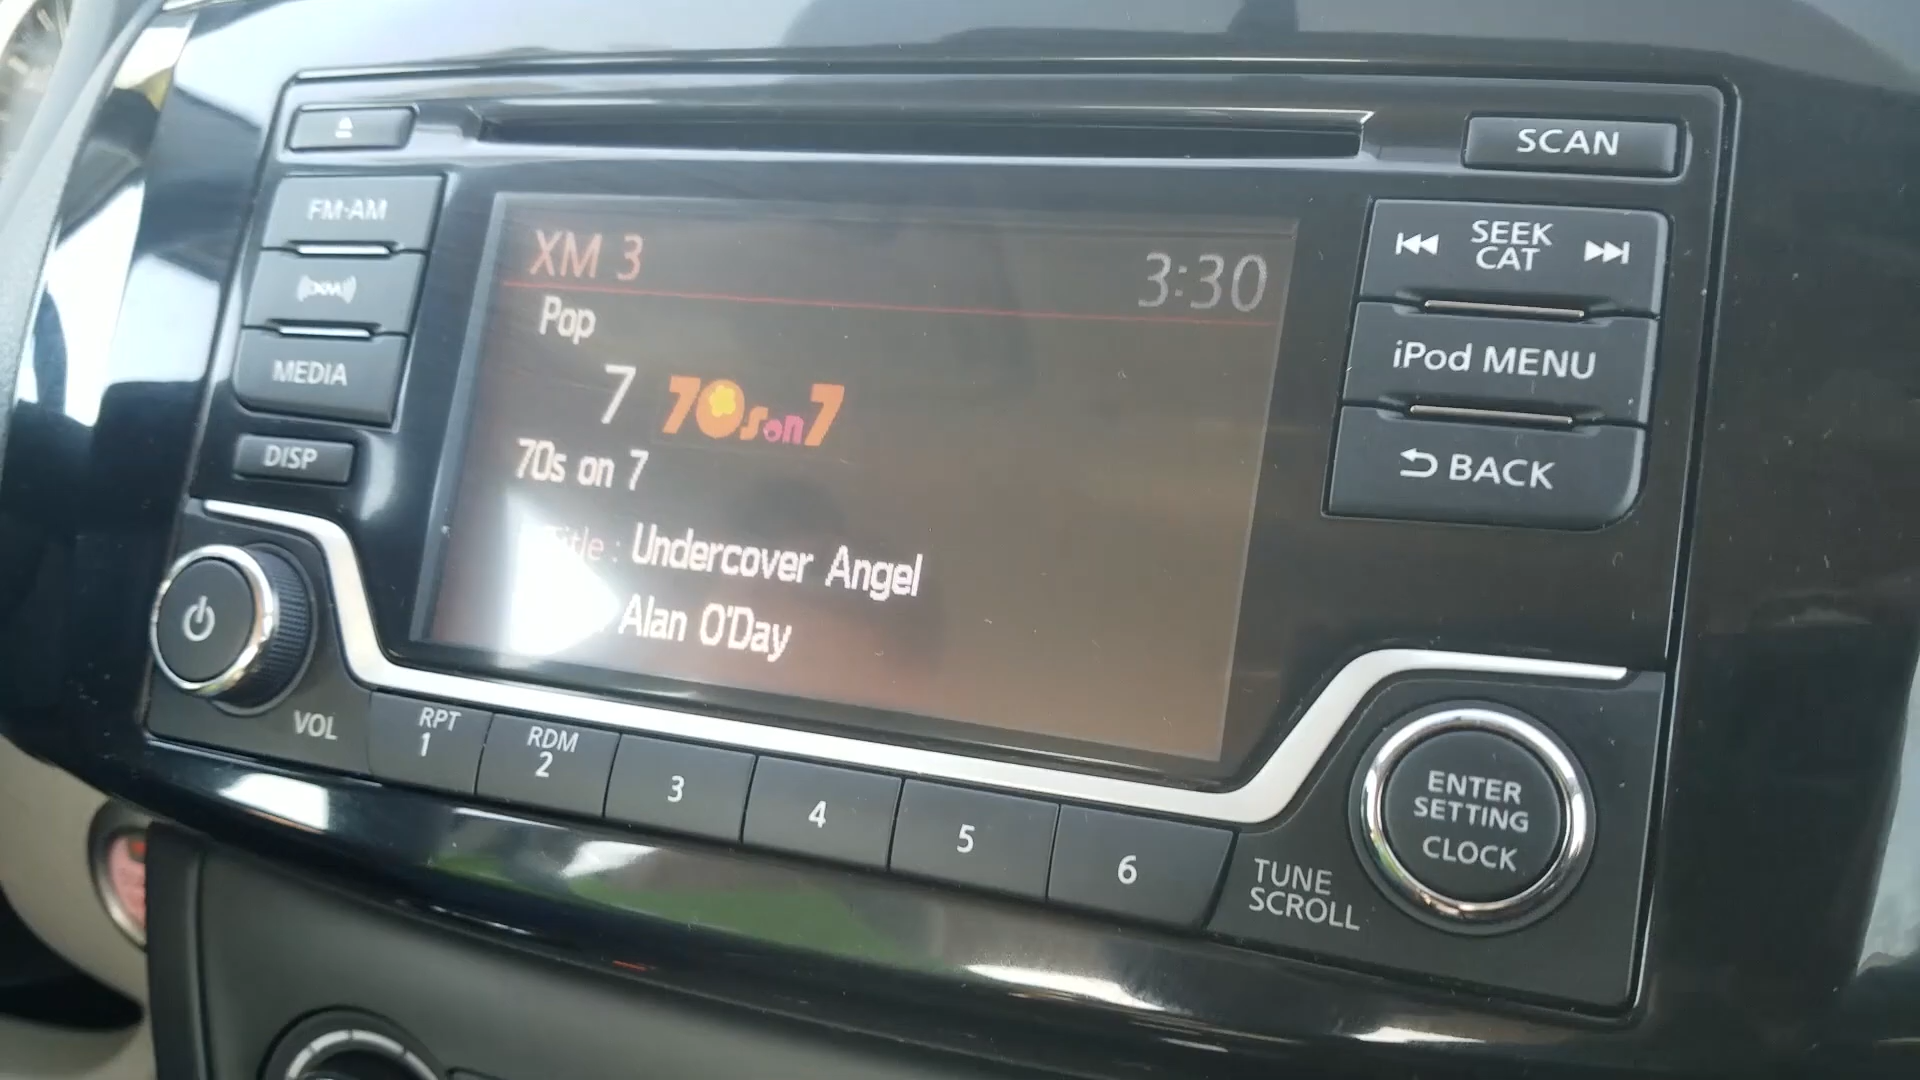 SCAN
FM·AM
SEEK
CAT
XM 3
3:30
Pop
iPod MENU
MEDIA
7 70s on 7
DISP
70s on 7
BACK
Title : Undercover Angel
Alan O'Day
VOL
RPT
1
RDM
2
3
4
5
6
ENTER
SETTING
CLOCK
TUNE
SCROLL